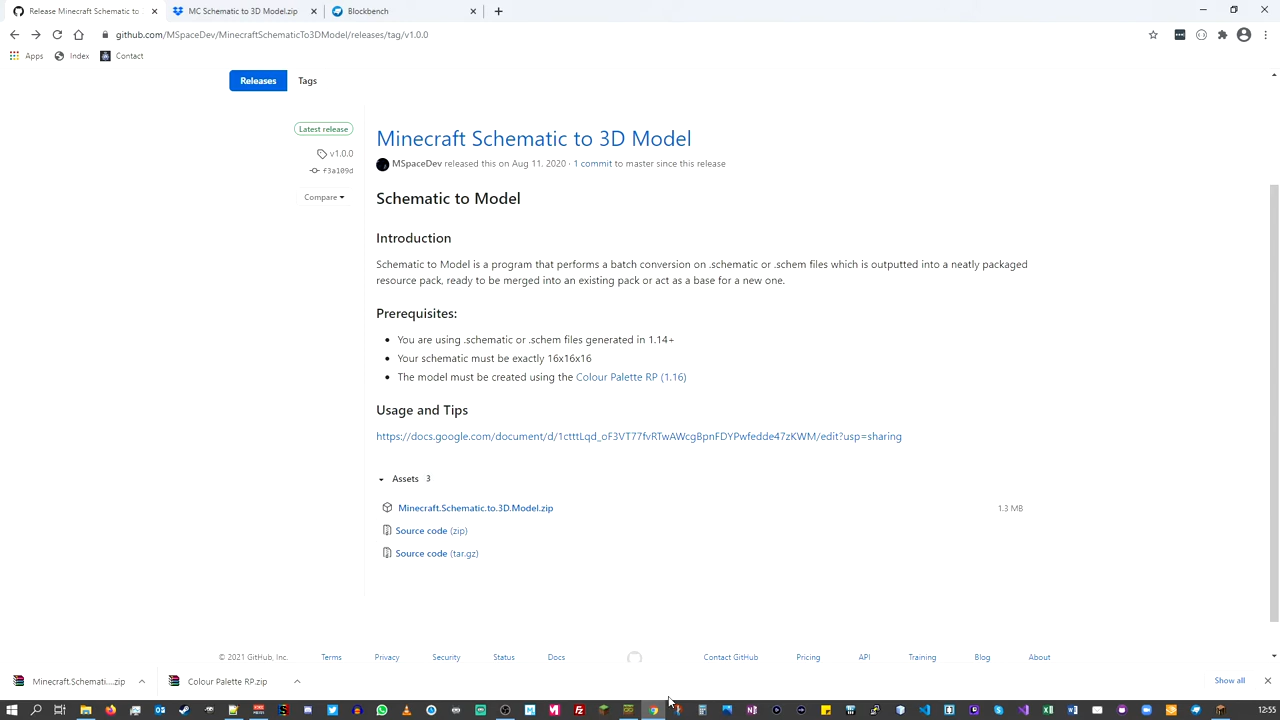 Release Minecraft Schematic to
MC Schematic to 3D Model.zip
Blockbench
github.com/MSpaceDev/MinecraftSchematicTo3DModel/releases/tag/v1.0.0
Apps
Index
Contact
Releases
Tags
Latest release
v1.0.0
f3a109d
Compare
Minecraft Schematic to 3D Model
MSpaceDev released this on Aug 11, 2020 · 1 commit to master since this release
Schematic to Model
Introduction
Schematic to Model is a program that performs a batch conversion on .schematic or .schem files which is outputted into a neatly packaged
resource pack, ready to be merged into an existing pack or act as a base for a new one.
Prerequisites:
• You are using .schematic or .schem files generated in 1.14+
• Your schematic must be exactly 16x16x16
• The model must be created using the Colour Palette RP (1.16)
Usage and Tips
https://docs.google.com/document/d/1ctttLqd_oF3VT77fvRTwAWcgBpnFDYPwfedde47zKWM/edit?usp=sharing
Assets 3
Minecraft.Schematic.to.3D.Model.zip 1.3 MB
Source code (zip)
Source code (tar.gz)
© 2021 GitHub, Inc.
Terms
Privacy
Security
Status
Docs
Contact GitHub
Pricing
API
Training
Blog
About
Minecraft.Schemati....zip
Colour Palette RP.zip
Show all
12:55